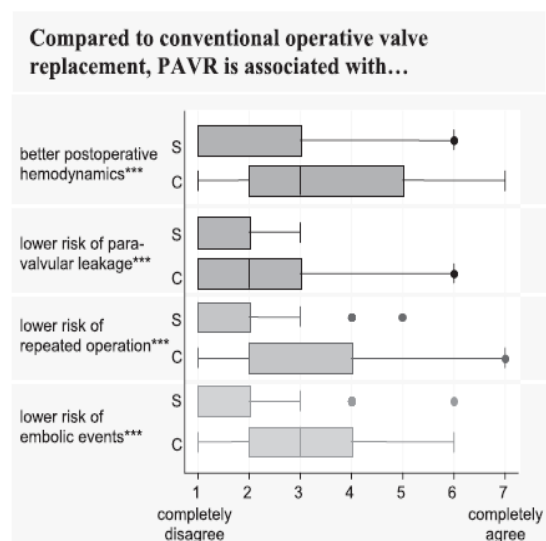 Compared to conventional operative valve
replacement, PAVR is associated with…
better postoperative
hemodynamics***
S
C
lower risk of para-
valvular leakage***
S
C
lower risk of
repeated operation***
S
C
lower risk of
embolic events***
S
C
1 2 3 4 5 6 7
completely
disagree
completely
agree